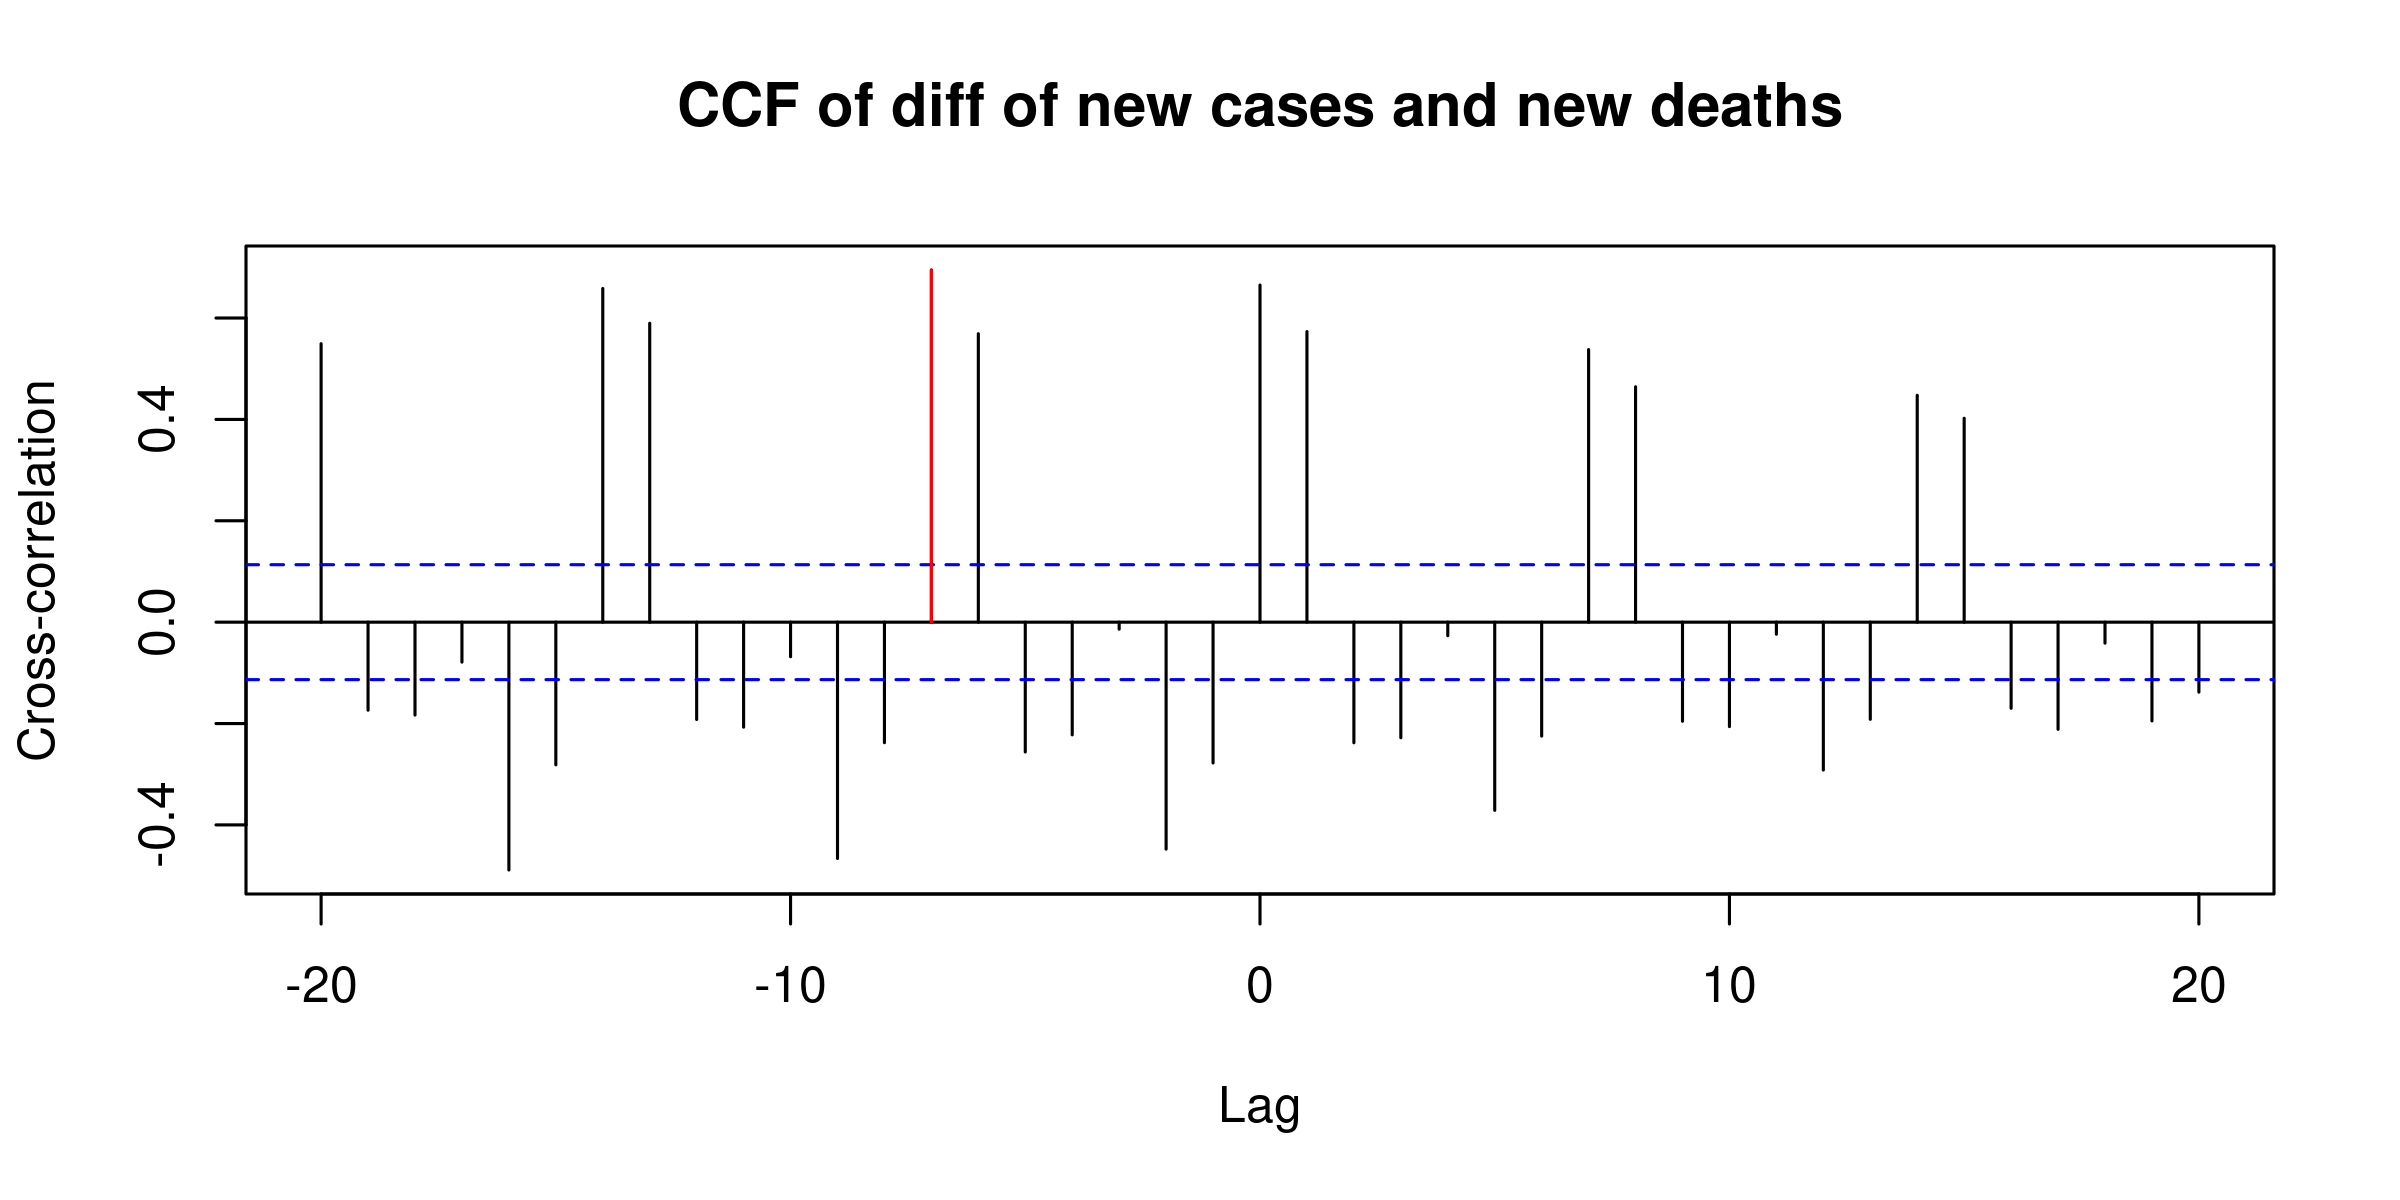 CCF of diff of new cases and new deaths
Cross-correlation
0.4
0.0
-0.4
-20 -10 0 10 20
Lag